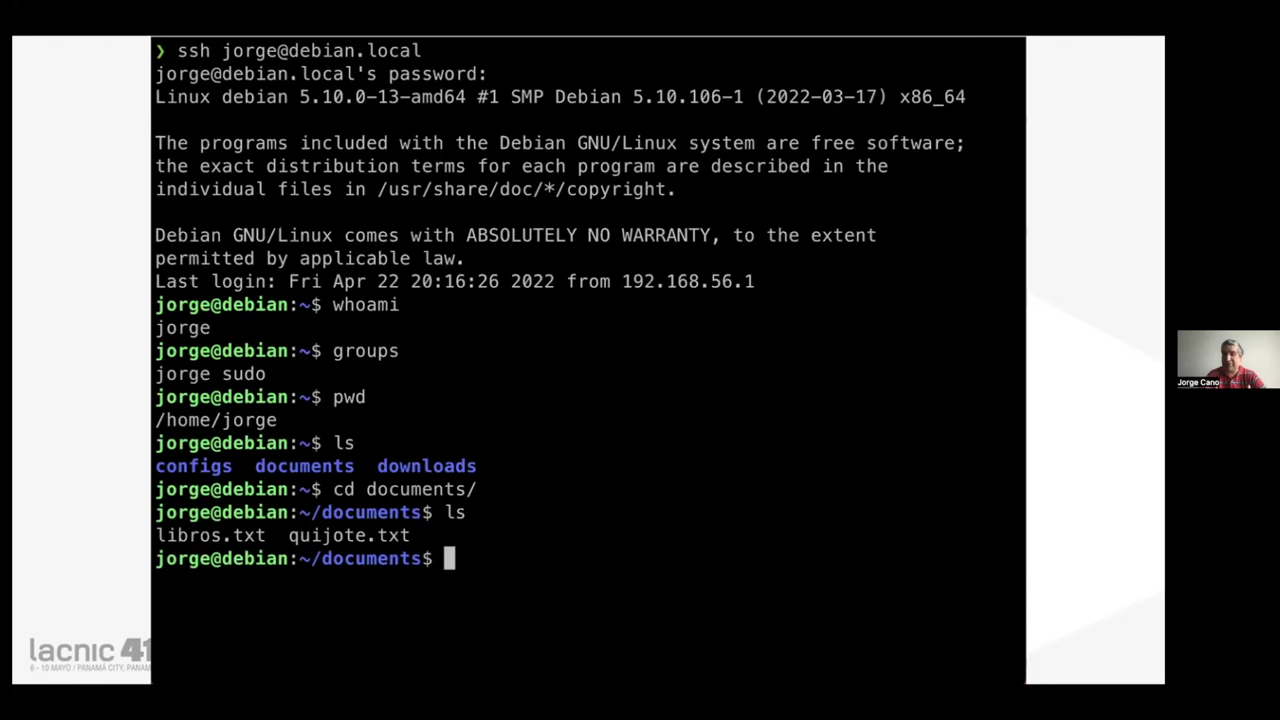 ❯ ssh jorge@debian.local
jorge@debian.local's password:
Linux debian 5.10.0-13-amd64 #1 SMP Debian 5.10.106-1 (2022-03-17) x86_64
The programs included with the Debian GNU/Linux system are free software;
the exact distribution terms for each program are described in the
individual files in /usr/share/doc/*/copyright.
Debian GNU/Linux comes with ABSOLUTELY NO WARRANTY, to the extent
permitted by applicable law.
Last login: Fri Apr 22 20:16:26 2022 from 192.168.56.1
jorge@debian:~$ whoami
jorge
jorge@debian:~$ groups
jorge sudo
jorge@debian:~$ pwd
/home/jorge
jorge@debian:~$ ls
configs  documents  downloads
jorge@debian:~$ cd documents/
jorge@debian:~/documents$ ls
libros.txt  quijote.txt
jorge@debian:~/documents$
Jorge Cano
lacnic 41
6 - 10 MAYO / PANAMÁ CITY, PANAM